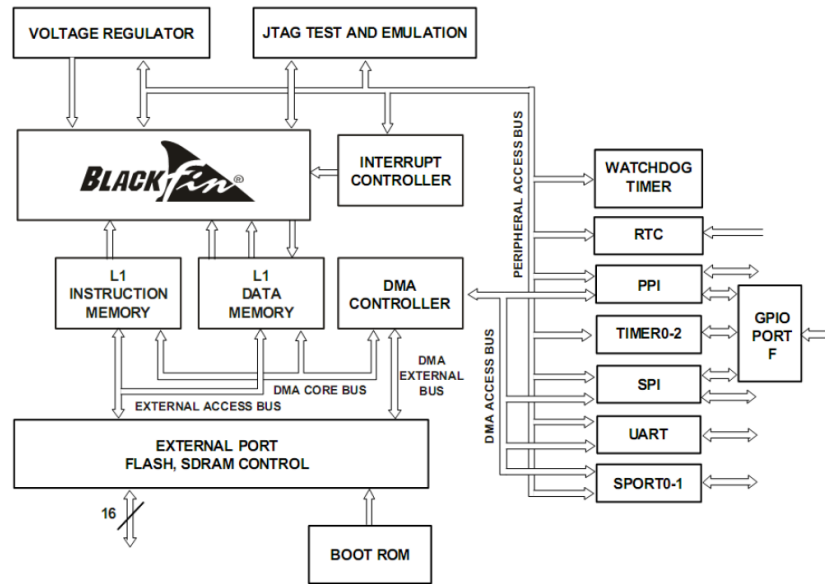 VOLTAGE REGULATOR
JTAG TEST AND EMULATION
BLACKfin®
INTERRUPT
CONTROLLER
PERIPHERAL ACCESS BUS
WATCHDOG
TIMER
RTC
L1
INSTRUCTION
MEMORY
L1
DATA
MEMORY
DMA
CONTROLLER
PPI
GPIO
PORT
F
TIMER0-2
DMA ACCESS BUS
DMA
EXTERNAL
BUS
DMA CORE BUS
EXTERNAL ACCESS BUS
SPI
EXTERNAL PORT
FLASH, SDRAM CONTROL
UART
SPORT0-1
16
BOOT ROM